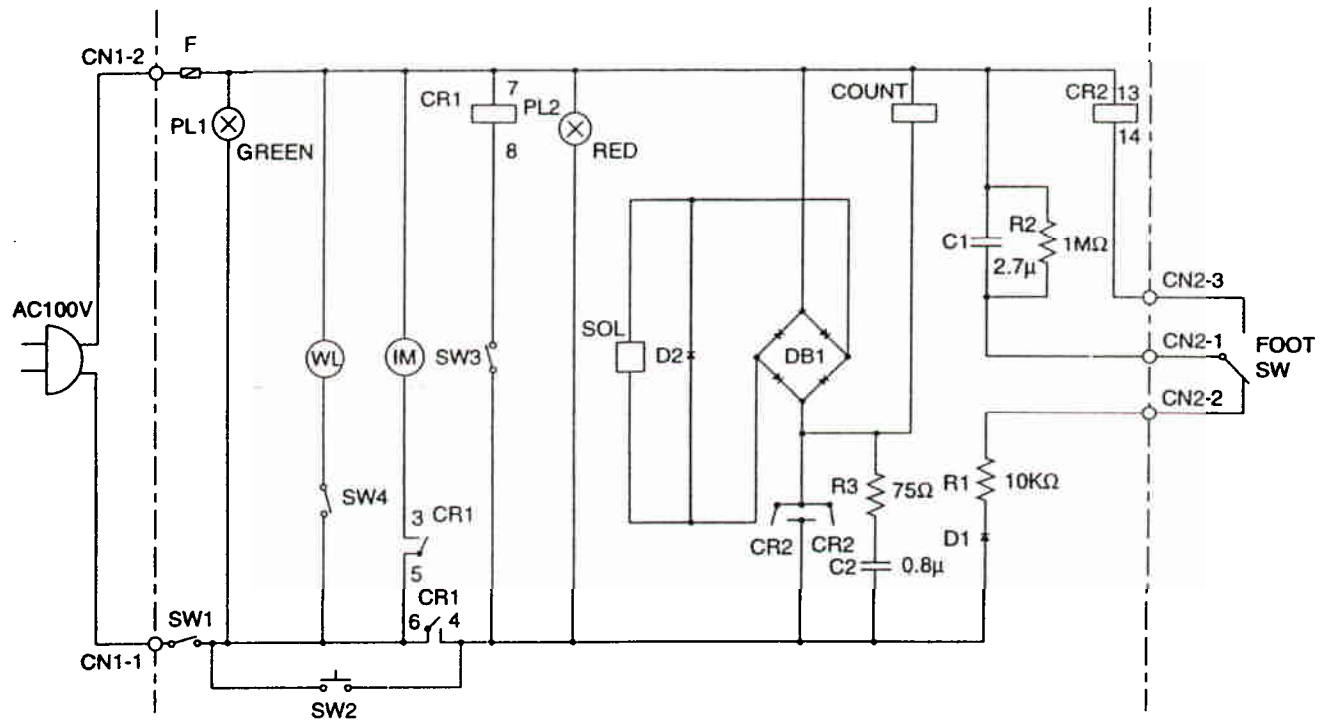 F
CN1-2
PL1
GREEN
CR1
7
8
PL2
RED
COUNT
CR2
13
14
C1
2.7μ
R2
1MΩ
AC100V
WL
IM
SW3
SOL
D2
DB1
CN2-3
CN2-1
FOOT
SW
CN2-2
SW4
3
CR1
5
R3
75Ω
R1
10KΩ
CR2
CR2
C2
0.8μ
D1
CR1
6
4
SW1
CN1-1
SW2